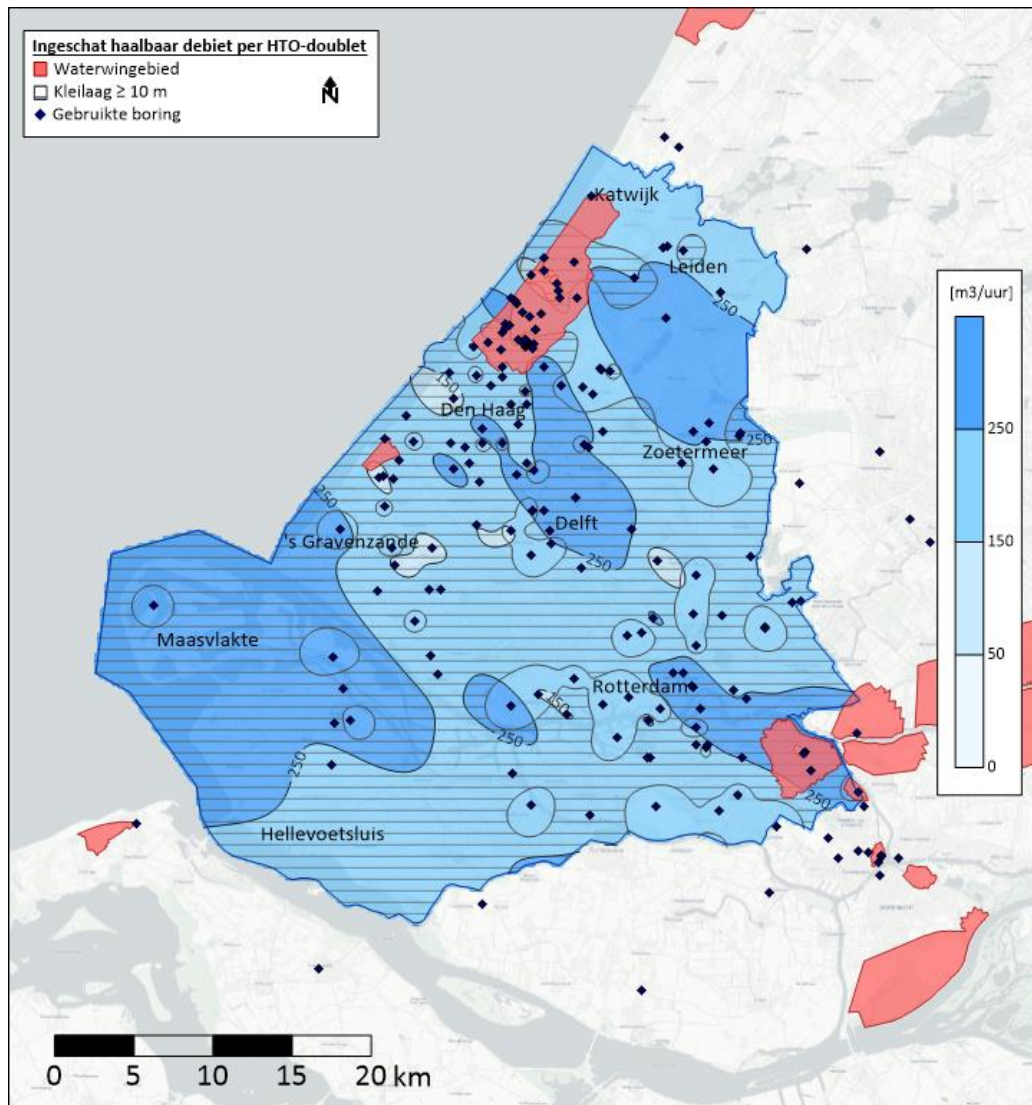 Ingeschat haalbaar debiet per HTO-doublet
Waterwingebied
Kleilaag ≥ 10 m
Gebruikte boring
N
Katwijk
Leiden
250
[m3/uur]
250
150
50
0
150
Den Haag
Zoetermeer
250
250
's Gravenzande
Delft
250
Maasvlakte
Rotterdam
150
250
250
250
Hellevoetsluis
0 5 10 15 20 km